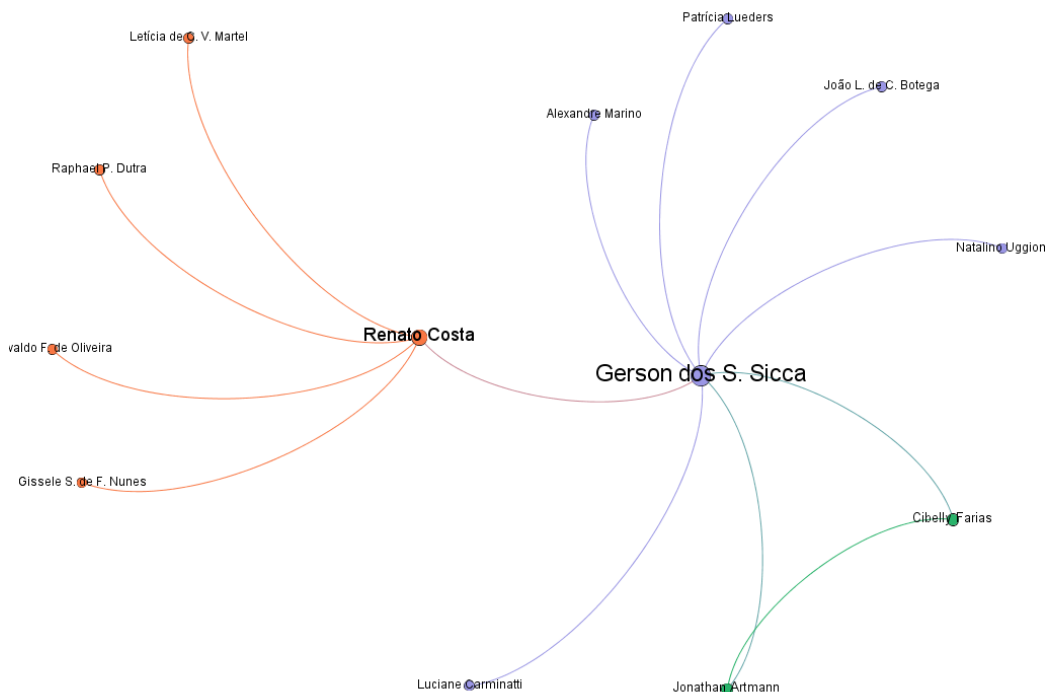 Patrícia Lueders
Letícia de C. V. Martel
João L. de C. Botega
Alexandre Marino
Raphael P. Dutra
Natalino Uggion
Renato Costa
valdo F. de Oliveira
Gerson dos S. Sicca
Gissele S. de F. Nunes
Cibelly Farias
Luciane Carminatti
Jonathan Artmann